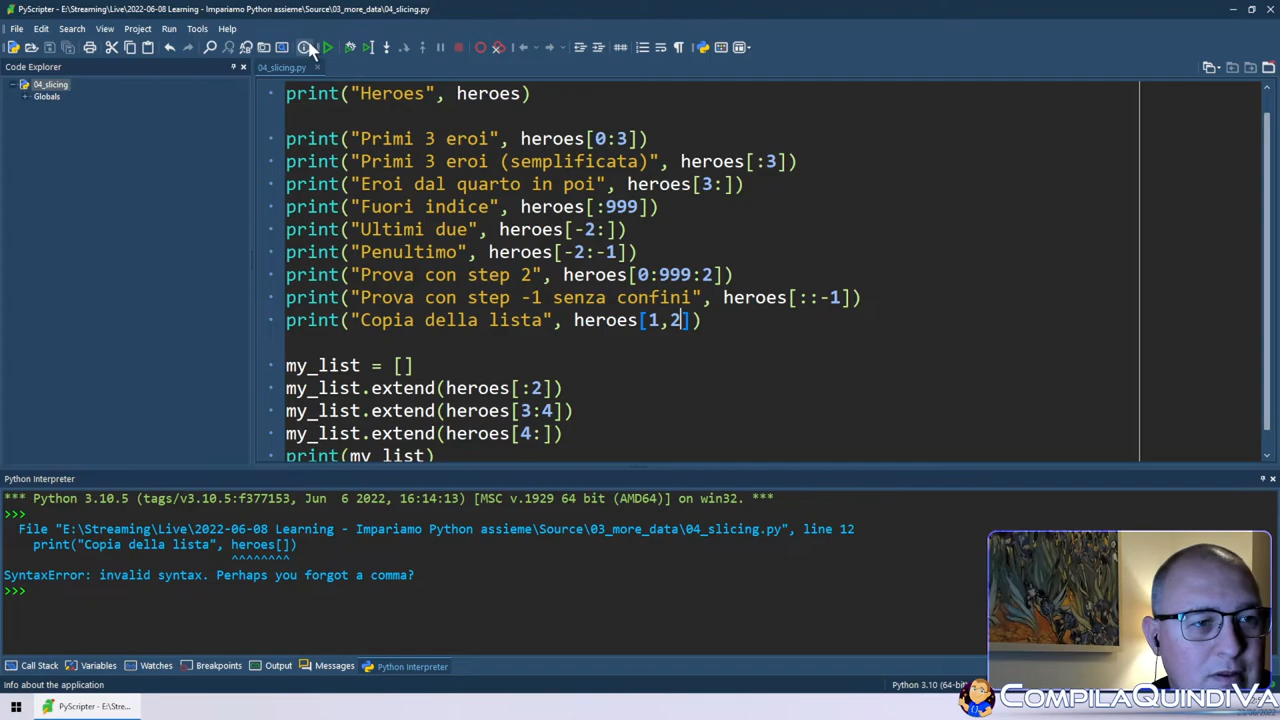 PyScripter - E:\Streaming\Live\2022-06-08 Learning - Impariamo Python assieme\Source\03_more_data\04_slicing.py
File Edit Search View Project Run Tools Help
Code Explorer
04_slicing.py
04_slicing
Globals
print("Heroes", heroes)
print("Primi 3 eroi", heroes[0:3])
print("Primi 3 eroi (semplificata)", heroes[:3])
print("Eroi dal quarto in poi", heroes[3:])
print("Fuori indice", heroes[:999])
print("Ultimi due", heroes[-2:])
print("Penultimo", heroes[-2:-1])
print("Prova con step 2", heroes[0:999:2])
print("Prova con step -1 senza confini", heroes[::-1])
print("Copia della lista", heroes[1,2])
my_list = []
my_list.extend(heroes[:2])
my_list.extend(heroes[3:4])
my_list.extend(heroes[4:])
print(my_list)
Python Interpreter
*** Python 3.10.5 (tags/v3.10.5:f377153, Jun  6 2022, 16:14:13) [MSC v.1929 64 bit (AMD64)] on win32. ***
>>>
File "E:\Streaming\Live\2022-06-08 Learning - Impariamo Python assieme\Source\03_more_data\04_slicing.py", line 12
print("Copia della lista", heroes[])
^^^^^^^^
SyntaxError: invalid syntax. Perhaps you forgot a comma?
>>>
Call Stack Variables Watches Breakpoints Output Messages Python Interpreter
Info about the application
Python 3.10 (64-bit
PyScripter - E:\Stre...
COMPILAQUINDIVA